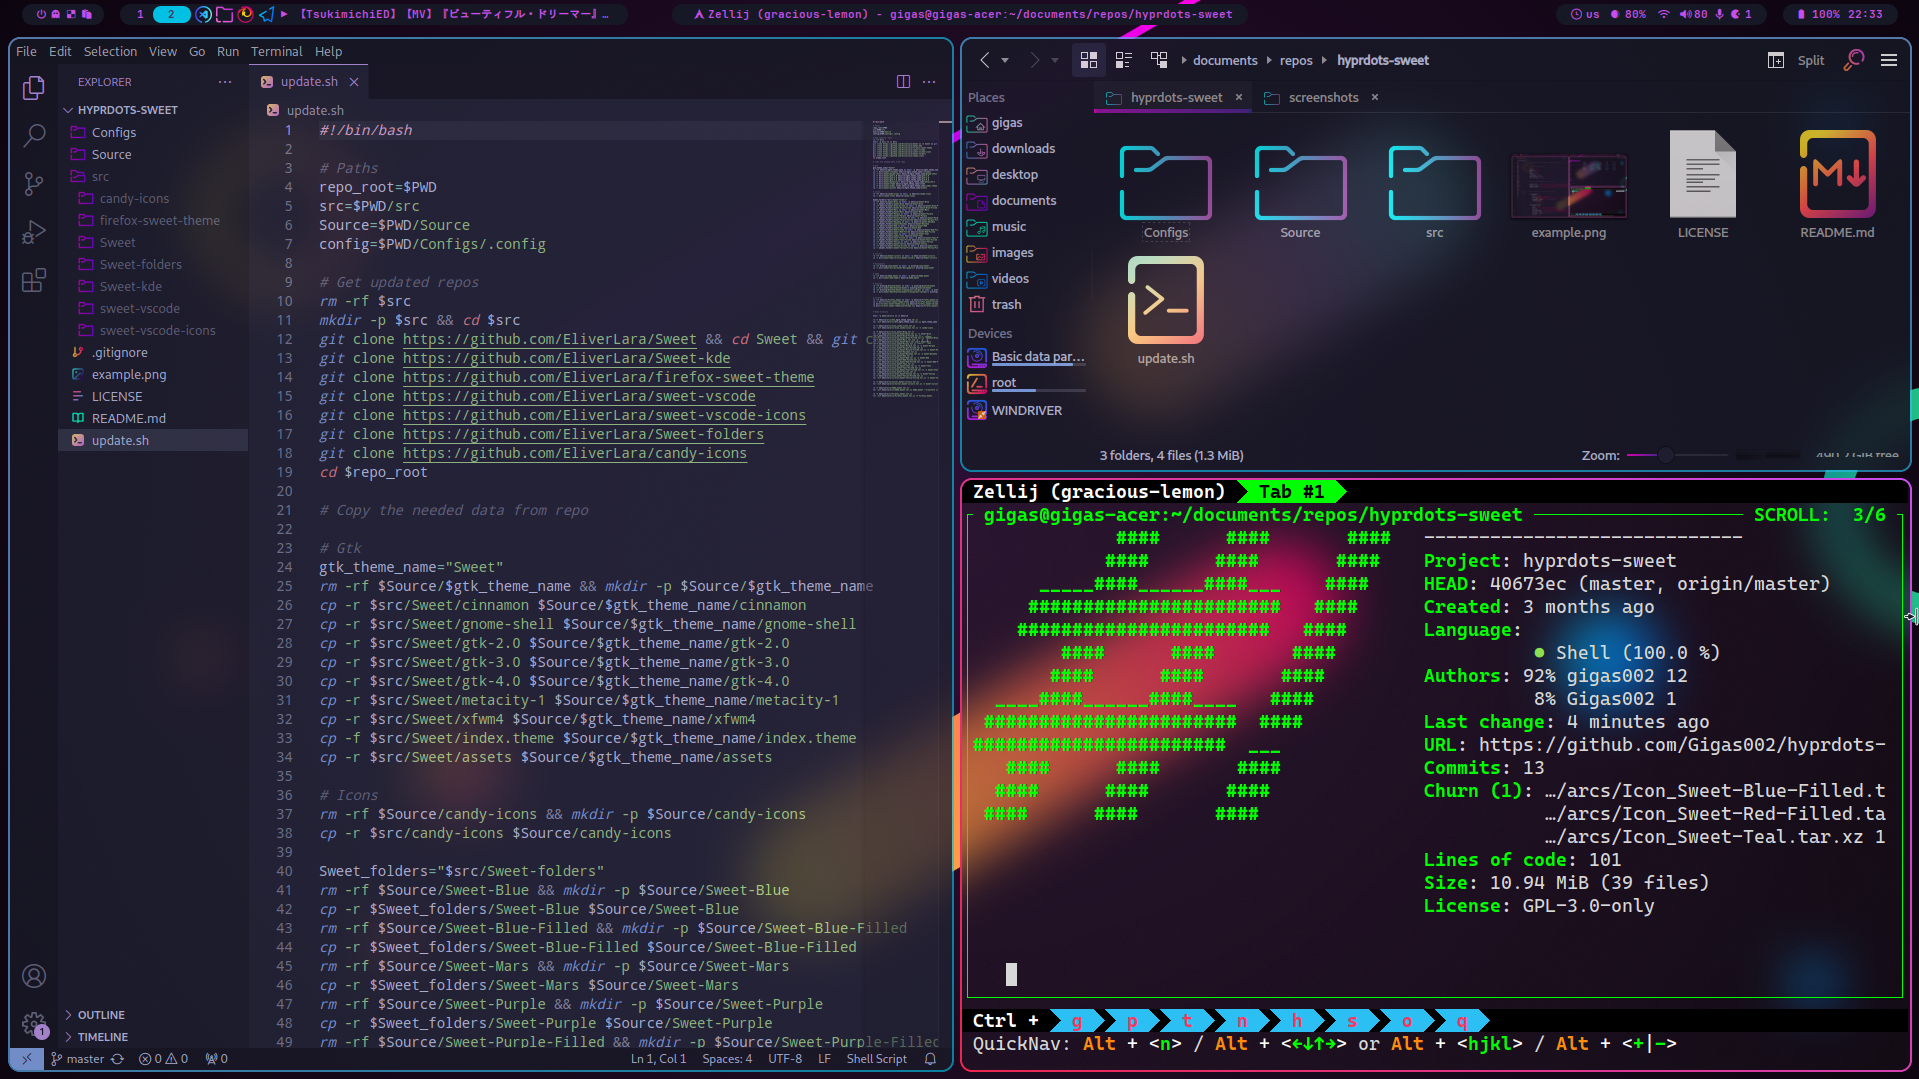 1 2 【TsukimichiED】【MV】『ビューティフル・ドリーマー』…
Zellij (gracious-lemon) - gigas@gigas-acer:~/documents/repos/hyprdots-sweet
us 80% 80 1 100% 22:33
File Edit Selection View Go Run Terminal Help
EXPLORER ···
HYPRDOTS-SWEET
Configs
Source
src
candy-icons
firefox-sweet-theme
Sweet
Sweet-folders
Sweet-kde
sweet-vscode
sweet-vscode-icons
.gitignore
example.png
LICENSE
README.md
update.sh
OUTLINE
TIMELINE
update.sh
update.sh
1 #!/bin/bash
2
3 # Paths
4 repo_root=$PWD
5 src=$PWD/src
6 Source=$PWD/Source
7 config=$PWD/Configs/.config
8
9 # Get updated repos
10 rm -rf $src
11 mkdir -p $src && cd $src
12 git clone https://github.com/EliverLara/Sweet && cd Sweet && git c
13 git clone https://github.com/EliverLara/Sweet-kde
14 git clone https://github.com/EliverLara/firefox-sweet-theme
15 git clone https://github.com/EliverLara/sweet-vscode
16 git clone https://github.com/EliverLara/sweet-vscode-icons
17 git clone https://github.com/EliverLara/Sweet-folders
18 git clone https://github.com/EliverLara/candy-icons
19 cd $repo_root
20
21 # Copy the needed data from repo
22
23 # Gtk
24 gtk_theme_name="Sweet"
25 rm -rf $Source/$gtk_theme_name && mkdir -p $Source/$gtk_theme_name
26 cp -r $src/Sweet/cinnamon $Source/$gtk_theme_name/cinnamon
27 cp -r $src/Sweet/gnome-shell $Source/$gtk_theme_name/gnome-shell
28 cp -r $src/Sweet/gtk-2.0 $Source/$gtk_theme_name/gtk-2.0
29 cp -r $src/Sweet/gtk-3.0 $Source/$gtk_theme_name/gtk-3.0
30 cp -r $src/Sweet/gtk-4.0 $Source/$gtk_theme_name/gtk-4.0
31 cp -r $src/Sweet/metacity-1 $Source/$gtk_theme_name/metacity-1
32 cp -r $src/Sweet/xfwm4 $Source/$gtk_theme_name/xfwm4
33 cp -f $src/Sweet/index.theme $Source/$gtk_theme_name/index.theme
34 cp -r $src/Sweet/assets $Source/$gtk_theme_name/assets
35
36 # Icons
37 rm -rf $Source/candy-icons && mkdir -p $Source/candy-icons
38 cp -r $src/candy-icons $Source/candy-icons
39
40 Sweet_folders="$src/Sweet-folders"
41 rm -rf $Source/Sweet-Blue && mkdir -p $Source/Sweet-Blue
42 cp -r $Sweet_folders/Sweet-Blue $Source/Sweet-Blue
43 rm -rf $Source/Sweet-Blue-Filled && mkdir -p $Source/Sweet-Blue-Filled
44 cp -r $Sweet_folders/Sweet-Blue-Filled $Source/Sweet-Blue-Filled
45 rm -rf $Source/Sweet-Mars && mkdir -p $Source/Sweet-Mars
46 cp -r $Sweet_folders/Sweet-Mars $Source/Sweet-Mars
47 rm -rf $Source/Sweet-Purple && mkdir -p $Source/Sweet-Purple
48 cp -r $Sweet_folders/Sweet-Purple $Source/Sweet-Purple
49 rm -rf $Source/Sweet-Purple-Filled && mkdir -p $Source/Sweet-Purple-Filled
1
master 0 0 0 Ln 1, Col 1 Spaces: 4 UTF-8 LF Shell Script
documents repos hyprdots-sweet Split
Places
gigas
downloads
desktop
documents
music
images
videos
trash
Devices
Basic data par...
root
WINDRIVER
hyprdots-sweet screenshots
Configs Source src example.png LICENSE README.md
update.sh
3 folders, 4 files (1.3 MiB) Zoom:
Zellij (gracious-lemon) Tab #1
gigas@gigas-acer:~/documents/repos/hyprdots-sweet SCROLL: 3/6
#### #### #### -----------------------------
#### #### #### Project: hyprdots-sweet
_____####______####___ #### HEAD: 40673ec (master, origin/master)
####################### #### Created: 3 months ago
####################### #### Language:
#### #### #### ● Shell (100.0 %)
#### #### #### Authors: 92% gigas002 12
____####______####____ #### 8% Gigas002 1
####################### #### Last change: 4 minutes ago
####################### ___ URL: https://github.com/Gigas002/hyprdots-
#### #### #### Commits: 13
#### #### #### Churn (1): …/arcs/Icon_Sweet-Blue-Filled.t
#### #### #### …/arcs/Icon_Sweet-Red-Filled.ta
…/arcs/Icon_Sweet-Teal.tar.xz 1
Lines of code: 101
Size: 10.94 MiB (39 files)
License: GPL-3.0-only
Ctrl + g p t n h s o q
QuickNav: Alt + <n> / Alt + <←↓↑→> or Alt + <hjkl> / Alt + <+|->